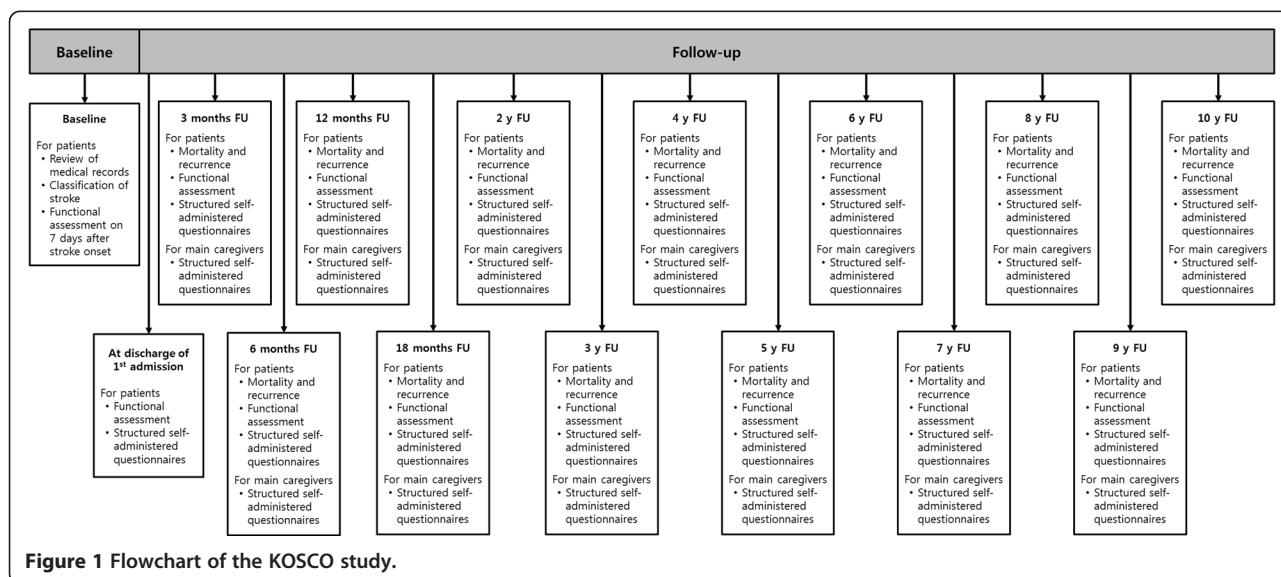 Baseline
Follow-up
Baseline
For patients
• Review of
medical records
• Classification of
stroke
• Functional
assessment on
7 days after
stroke onset
3 months FU
For patients
• Mortality and
recurrence
• Functional
assessment
• Structured self-
administered
questionnaires
For main caregivers
• Structured self-
administered
questionnaires
12 months FU
For patients
• Mortality and
recurrence
• Functional
assessment
• Structured self-
administered
questionnaires
For main caregivers
• Structured self-
administered
questionnaires
2 y FU
For patients
• Mortality and
recurrence
• Functional
assessment
• Structured self-
administered
questionnaires
For main caregivers
• Structured self-
administered
questionnaires
4 y FU
For patients
• Mortality and
recurrence
• Functional
assessment
• Structured self-
administered
questionnaires
For main caregivers
• Structured self-
administered
questionnaires
6 y FU
For patients
• Mortality and
recurrence
• Functional
assessment
• Structured self-
administered
questionnaires
For main caregivers
• Structured self-
administered
questionnaires
8 y FU
For patients
• Mortality and
recurrence
• Functional
assessment
• Structured self-
administered
questionnaires
For main caregivers
• Structured self-
administered
questionnaires
10 y FU
For patients
• Mortality and
recurrence
• Functional
assessment
• Structured self-
administered
questionnaires
For main caregivers
• Structured self-
administered
questionnaires
At discharge of
1st admission
For patients
• Functional
assessment
• Structured self-
administered
questionnaires
6 months FU
For patients
• Mortality and
recurrence
• Functional
assessment
• Structured self-
administered
questionnaires
For main caregivers
• Structured self-
administered
questionnaires
18 months FU
For patients
• Mortality and
recurrence
• Functional
assessment
• Structured self-
administered
questionnaires
For main caregivers
• Structured self-
administered
questionnaires
3 y FU
For patients
• Mortality and
recurrence
• Functional
assessment
• Structured self-
administered
questionnaires
For main caregivers
• Structured self-
administered
questionnaires
5 y FU
For patients
• Mortality and
recurrence
• Functional
assessment
• Structured self-
administered
questionnaires
For main caregivers
• Structured self-
administered
questionnaires
7 y FU
For patients
• Mortality and
recurrence
• Functional
assessment
• Structured self-
administered
questionnaires
For main caregivers
• Structured self-
administered
questionnaires
9 y FU
For patients
• Mortality and
recurrence
• Functional
assessment
• Structured self-
administered
questionnaires
For main caregivers
• Structured self-
administered
questionnaires
Figure 1 Flowchart of the KOSCO study.